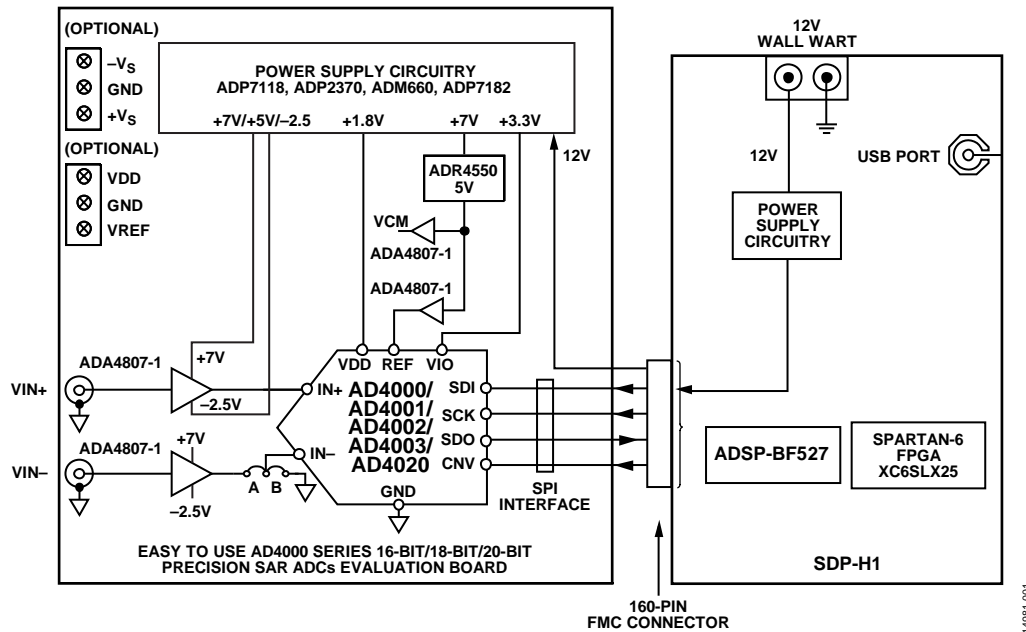 (OPTIONAL)
–VS
GND
+VS
(OPTIONAL)
VDD
GND
VREF
POWER SUPPLY CIRCUITRY
ADP7118, ADP2370, ADM660, ADP7182
+7V/+5V/–2.5
+1.8V
+7V
+3.3V
12V
ADR4550
5V
VCM
ADA4807-1
ADA4807-1
VDD
REF
VIO
VIN+
ADA4807-1
+7V
–2.5V
VIN–
ADA4807-1
+7V
–2.5V
A
B
IN+
IN–
AD4000/
AD4001/
AD4002/
AD4003/
AD4020
GND
SDI
SCK
SDO
CNV
SPI
INTERFACE
EASY TO USE AD4000 SERIES 16-BIT/18-BIT/20-BIT
PRECISION SAR ADCs EVALUATION BOARD
12V
WALL WART
12V
USB PORT
POWER
SUPPLY
CIRCUITRY
ADSP-BF527
SPARTAN-6
FPGA
XC6SLX25
SDP-H1
160-PIN
FMC CONNECTOR
14981-001